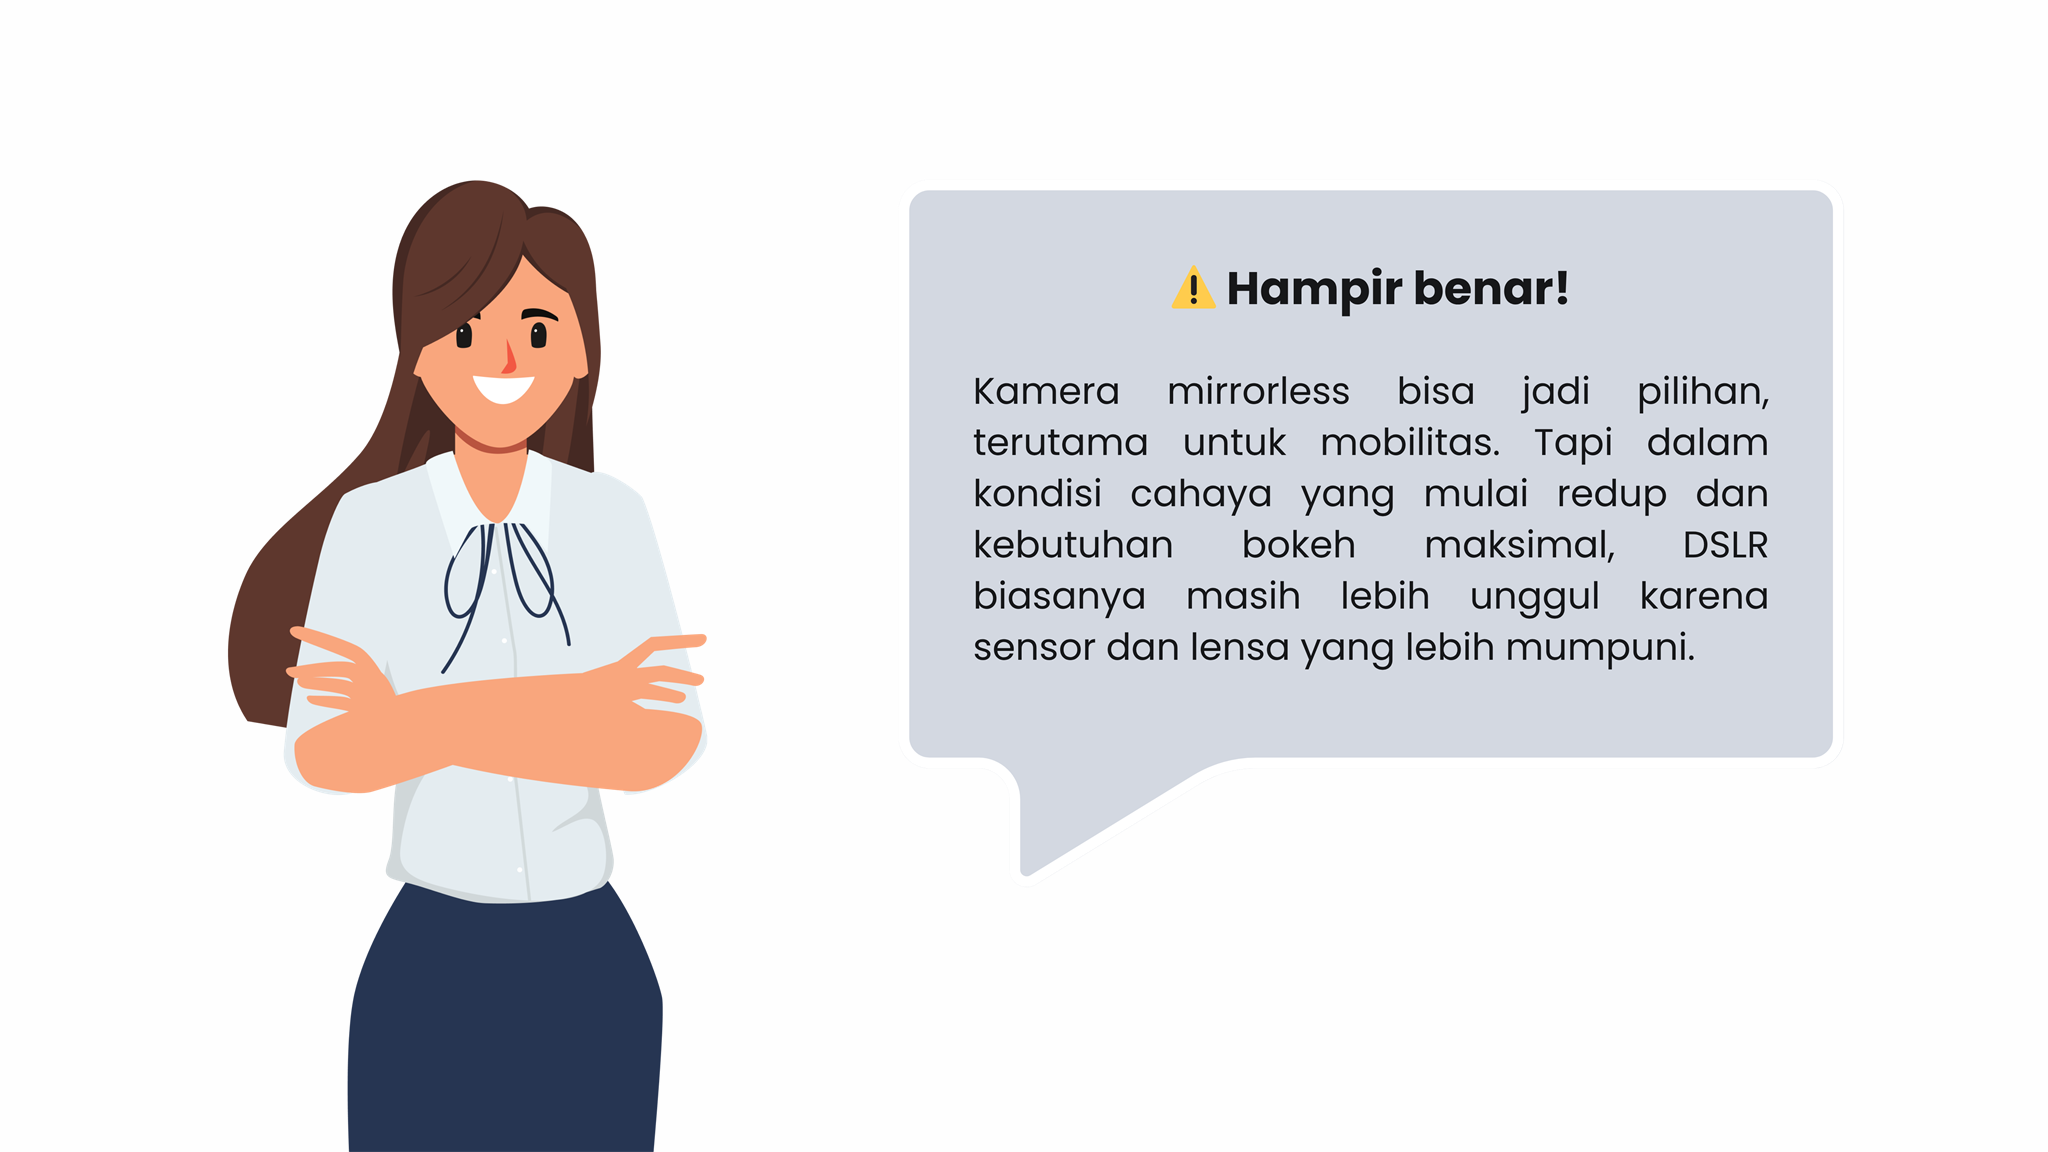 ⚠️ Hampir benar!
Kamera mirrorless bisa jadi pilihan,
terutama untuk mobilitas. Tapi dalam
kondisi cahaya yang mulai redup dan
kebutuhan bokeh maksimal, DSLR
biasanya masih lebih unggul karena
sensor dan lensa yang lebih mumpuni.